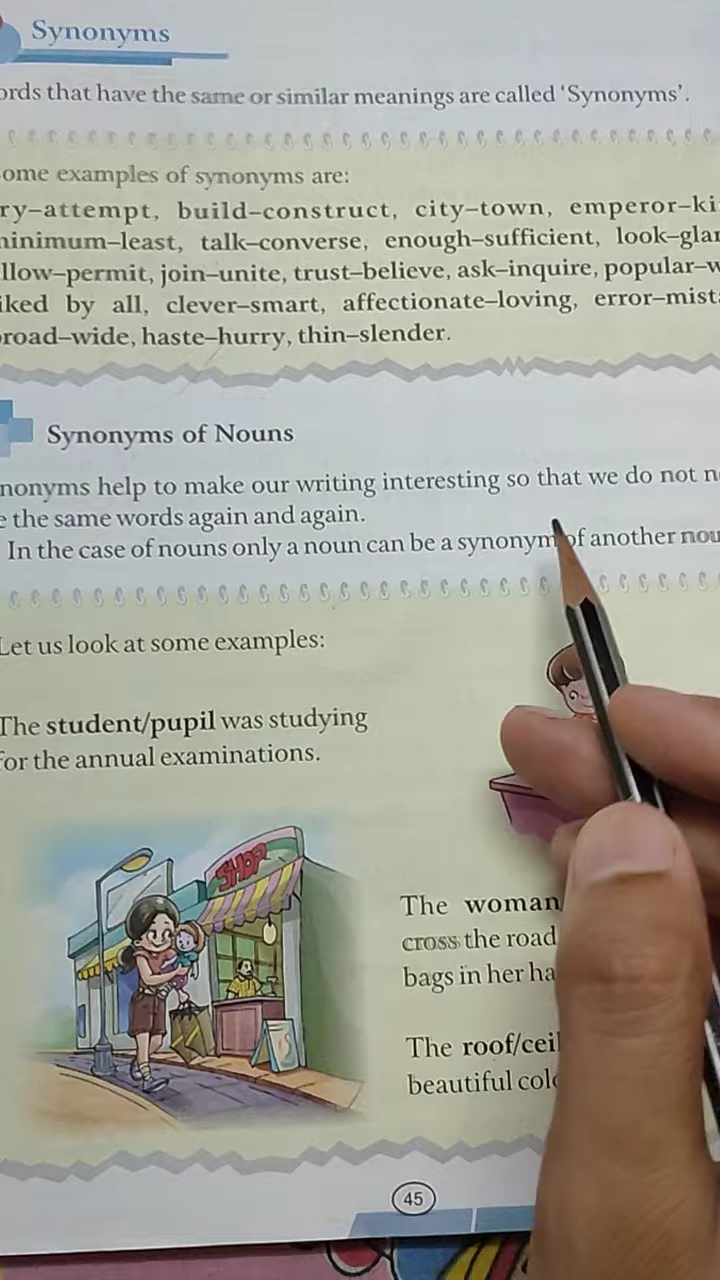 Synonyms
ords that have the same or similar meanings are called 'Synonyms'.
ome examples of synonyms are:
ry–attempt, build–construct, city–town, emperor–ki
inimum–least, talk–converse, enough–sufficient, look–glan
llow–permit, join–unite, trust–believe, ask–inquire, popular–w
iked by all, clever–smart, affectionate–loving, error–mista
road–wide, haste–hurry, thin–slender.
Synonyms of Nouns
nonyms help to make our writing interesting so that we do not n
e the same words again and again.
In the case of nouns only a noun can be a synonym of another nou
Let us look at some examples:
The student/pupil was studying
for the annual examinations.
SHOP
The woman
cross the road
bags in her ha
The roof/ceil
beautiful colo
45